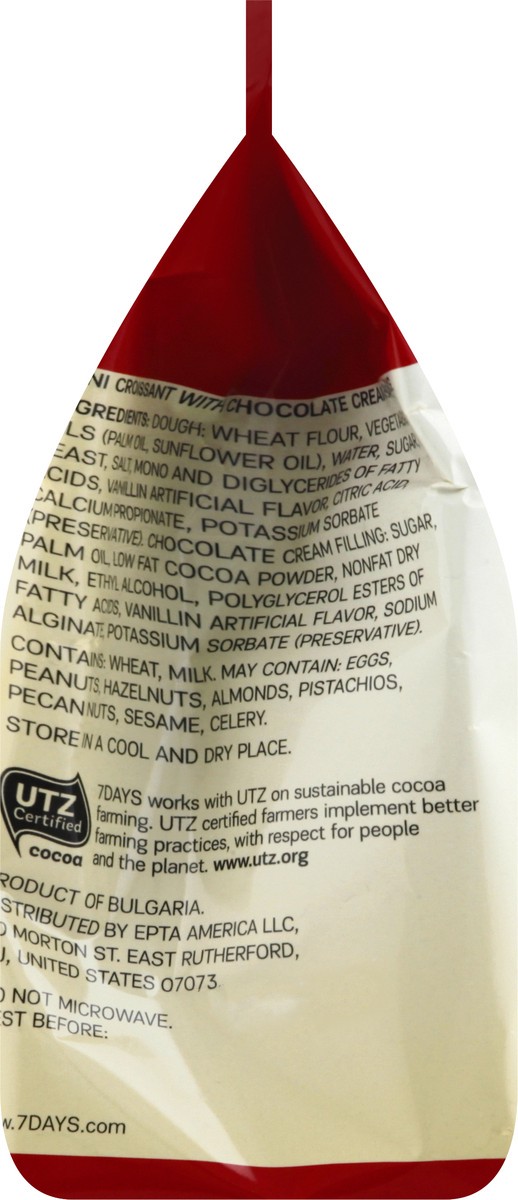 NI CROISSANT WITH CHOCOLATE CREAM
GREDIENTS: DOUGH: WHEAT FLOUR, VEGETA
LS (PALM OIL, SUNFLOWER OIL), WATER, SUGAR
EAST, SALT, MONO AND DIGLYCERIDES OF FATTY
CIDS, VANILLIN ARTIFICIAL FLAVOR, CITRIC ACID,
CALCIUM PROPIONATE, POTASSIUM SORBATE
(PRESERVATIVE). CHOCOLATE CREAM FILLING: SUGAR,
PALM OIL, LOW FAT COCOA POWDER, NONFAT DRY
MILK, ETHYL ALCOHOL, POLYGLYCEROL ESTERS OF
FATTY ACIDS, VANILLIN ARTIFICIAL FLAVOR, SODIUM
ALGINATE, POTASSIUM SORBATE (PRESERVATIVE).
CONTAINS: WHEAT, MILK. MAY CONTAIN: EGGS,
PEANUTS, HAZELNUTS, ALMONDS, PISTACHIOS,
PECAN NUTS, SESAME, CELERY.
STORE IN A COOL AND DRY PLACE.
UTZ
Certified
cocoa
7DAYS works with UTZ on sustainable cocoa
farming. UTZ certified farmers implement better
farming practices, with respect for people
and the planet. www.utz.org
RODUCT OF BULGARIA.
STRIBUTED BY EPTA AMERICA LLC,
0 MORTON ST. EAST RUTHERFORD,
J, UNITED STATES 07073
O NOT MICROWAVE.
EST BEFORE:
w.7DAYS.com